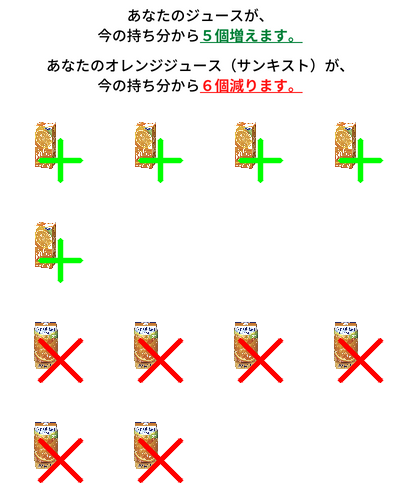 あなたのジュースが、
今の持ち分から５個増えます。
あなたのオレンジジュース（サンキスト）が、
今の持ち分から６個減ります。